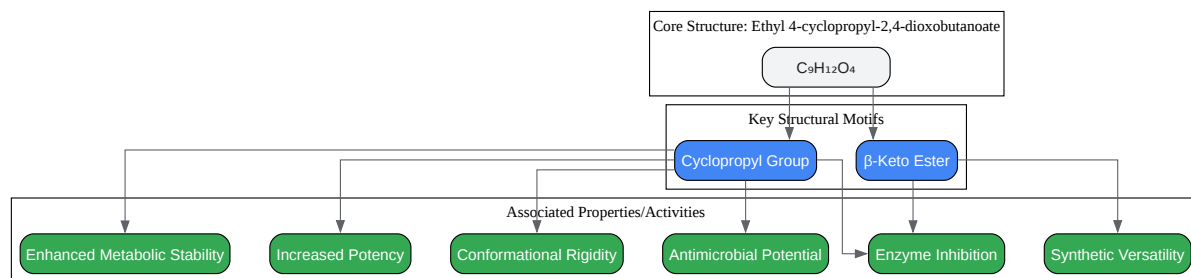 Core Structure: Ethyl 4-cyclopropyl-2,4-dioxobutanoate
C₉H₁₂O₄
Key Structural Motifs
Cyclopropyl Group
β-Keto Ester
Associated Properties/Activities
Enhanced Metabolic Stability
Increased Potency
Conformational Rigidity
Antimicrobial Potential
Enzyme Inhibition
Synthetic Versatility